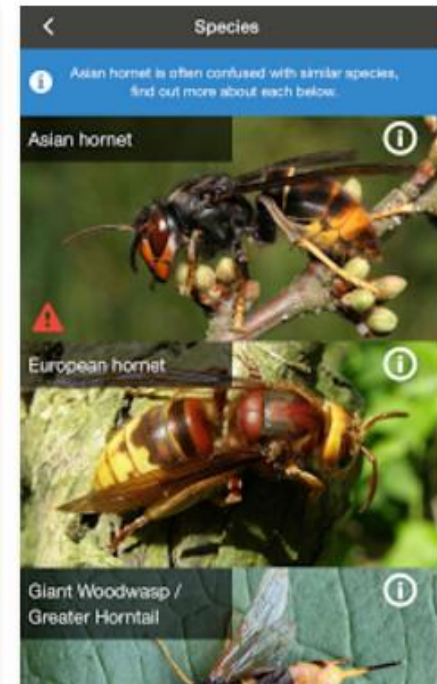 Species
Asian hornet is often confused with similar species,
find out more about each below.
Asian hornet
European hornet
Giant Woodwasp /
Greater Horntail